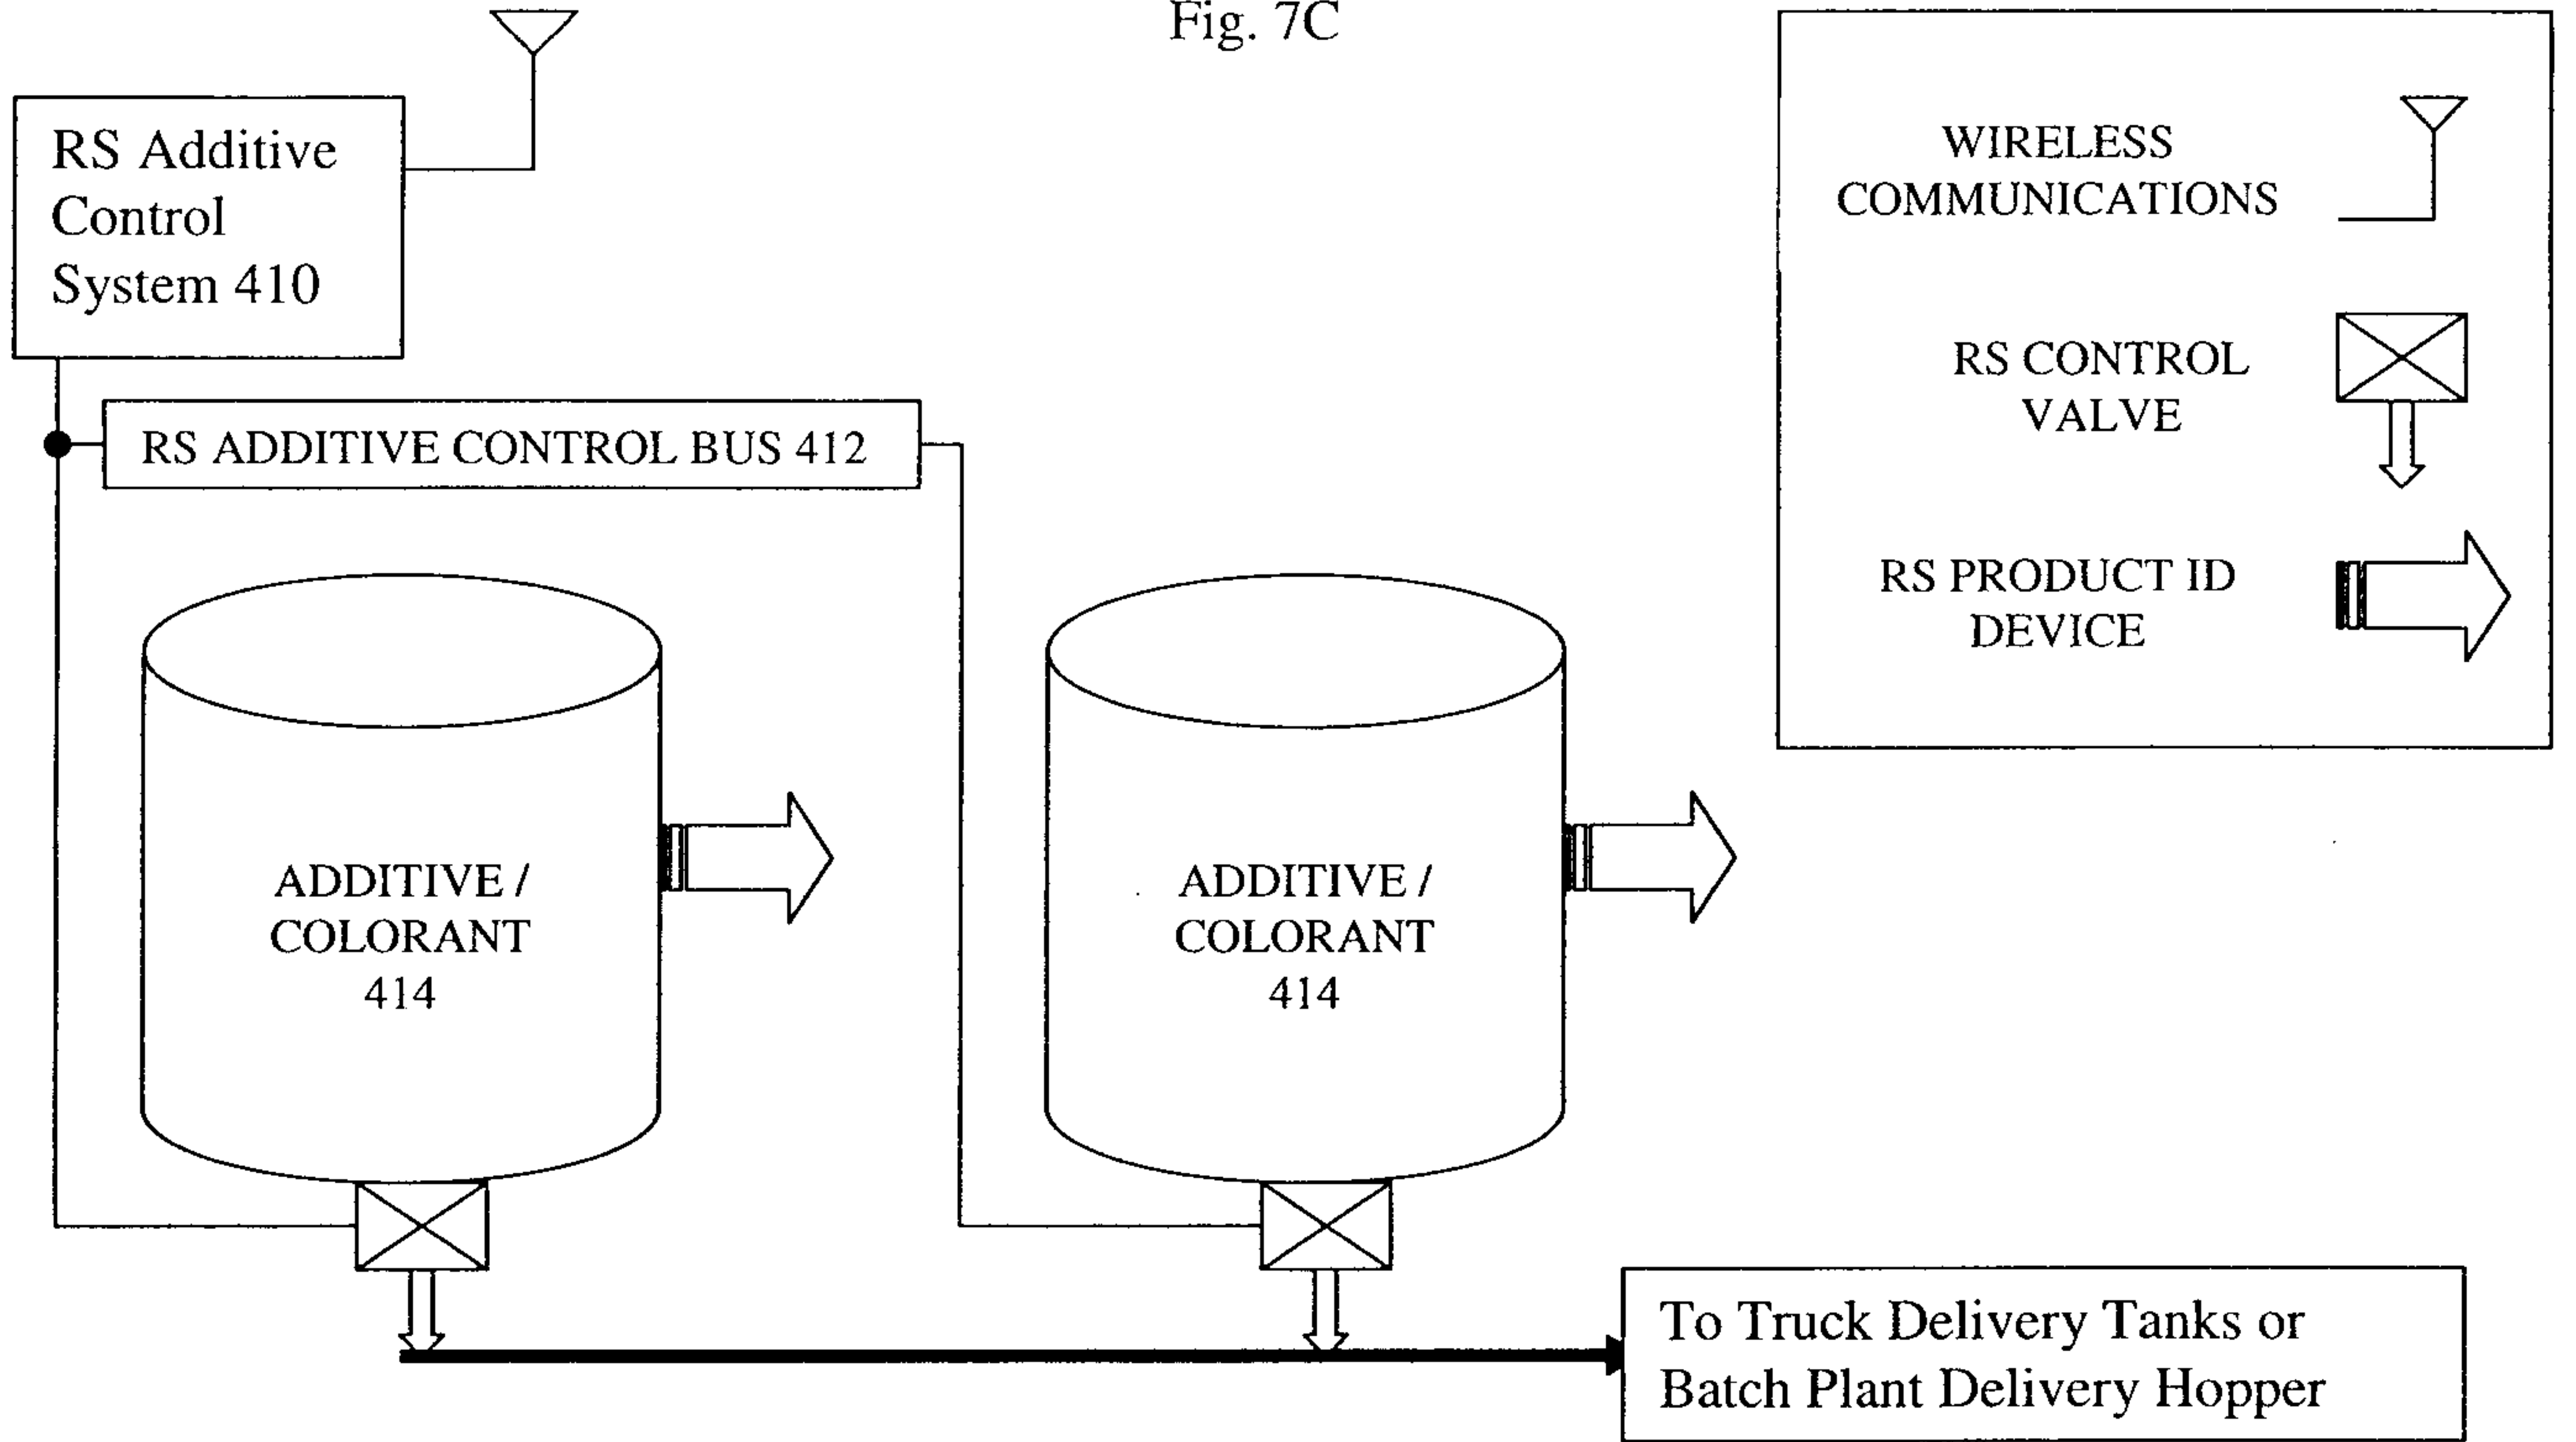 Fig. 7C
RS Additive
Control
System 410
RS ADDITIVE CONTROL BUS 412
WIRELESS
COMMUNICATIONS
RS CONTROL
VALVE
RS PRODUCT ID
DEVICE
ADDITIVE /
COLORANT
414
ADDITIVE /
COLORANT
414
To Truck Delivery Tanks or
Batch Plant Delivery Hopper